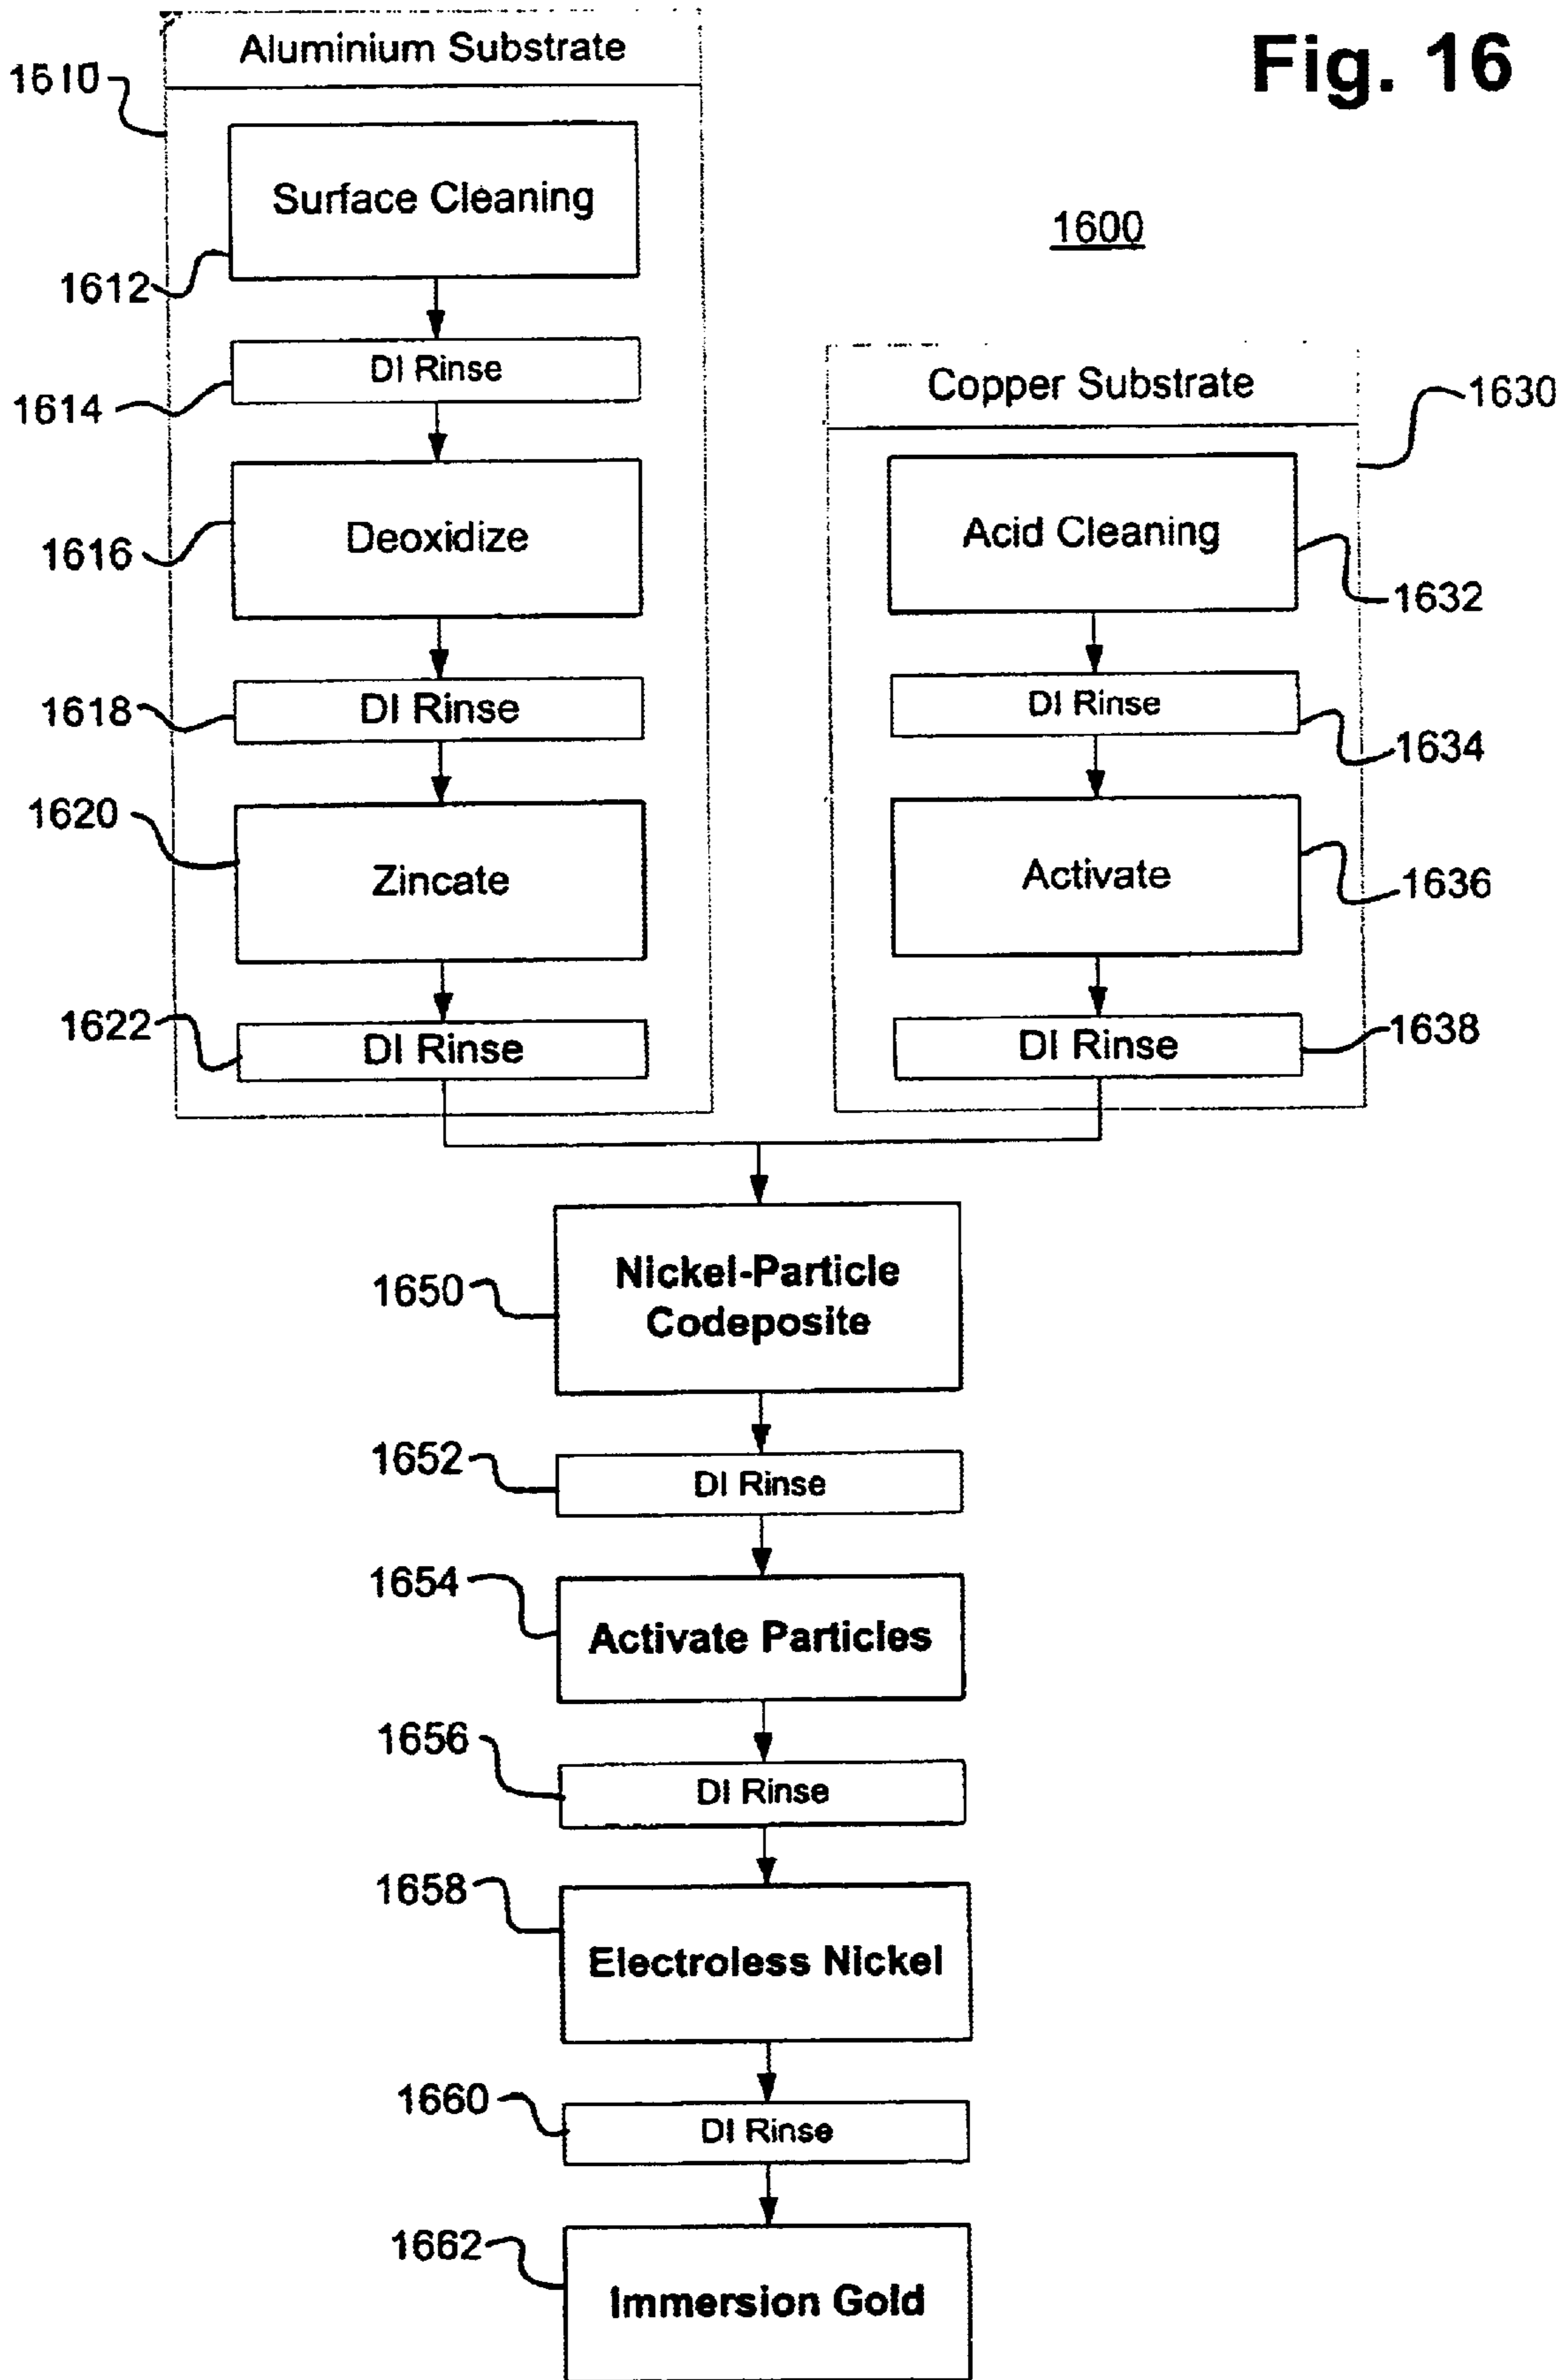 Fig. 16
1600
Aluminium Substrate
1610
Surface Cleaning
1612
DI Rinse
1614
Deoxidize
1616
DI Rinse
1618
Zincate
1620
DI Rinse
1622
Copper Substrate
1630
Acid Cleaning
1632
DI Rinse
1634
Activate
1636
DI Rinse
1638
Nickel-Particle
Codeposite
1650
DI Rinse
1652
Activate Particles
1654
DI Rinse
1656
Electroless Nickel
1658
DI Rinse
1660
Immersion Gold
1662